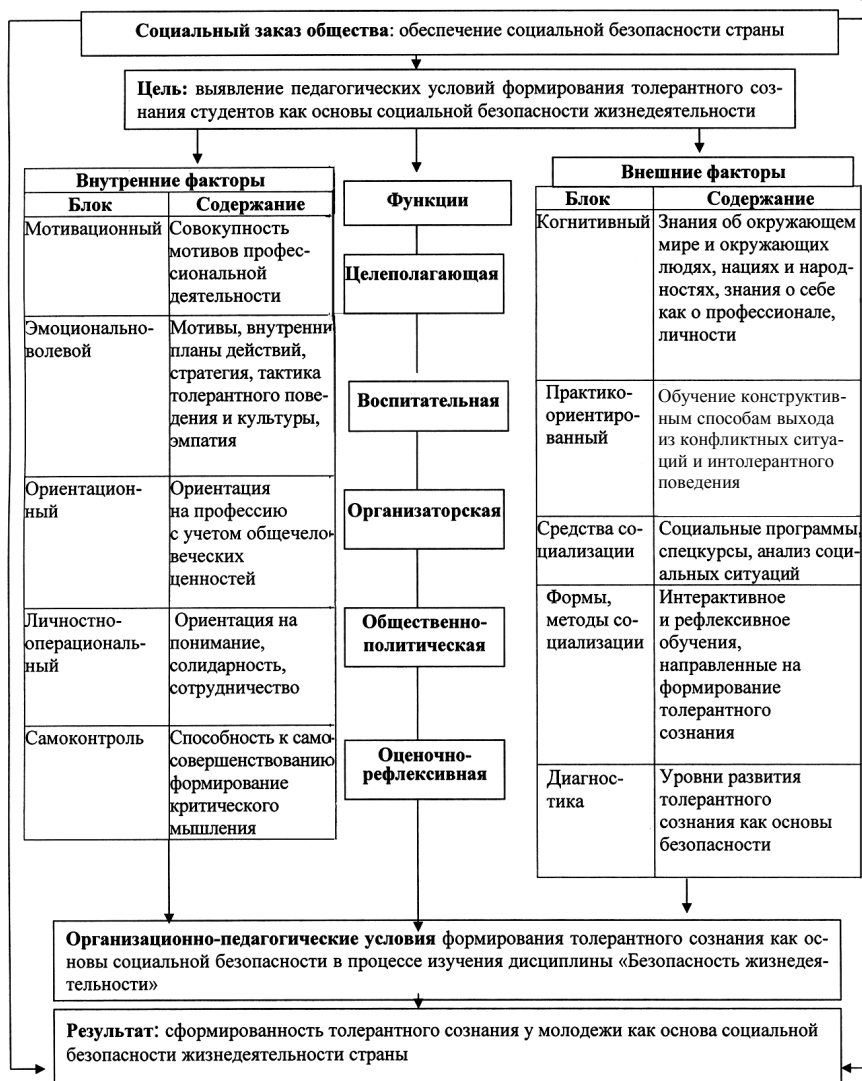 Социальный заказ общества: обеспечение социальной безопасности страны
Цель: выявление педагогических условий формирования толерантного соз-
нания студентов как основы социальной безопасности жизнедеятельности
Внутренние факторы
Блок Содержание
Мотивационный Совокупность
мотивов профес-
сиональной
деятельности
Эмоционально-
волевой
Мотивы, внутренни
планы действий,
стратегия, тактика
толерантного пове-
дения и культуры,
эмпатия
Ориентацион-
ный
Ориентация
на профессию
с учетом общечело-
веческих
ценностей
Личностно-
операциональ-
ный
Ориентация на
понимание,
солидарность,
сотрудничество
Самоконтроль
Способность к само-
совершенствованию
формирование
критического
мышления
Функции
Целеполагающая
Воспитательная
Организаторская
Общественно-
политическая
Оценочно-
рефлексивная
Внешние факторы
Блок Содержание
Когнитивный
Знания об окружающем
мире и окружающих
людях, нациях и народ-
ностях, знания о себе
как о профессионале,
личности
Практико-
ориентиро-
ванный
Обучение конструктив-
ным способам выхода
из конфликтных ситуа-
ций и интолерантного
поведения
Средства со-
циализации
Социальные программы,
спецкурсы, анализ соци-
альных ситуаций
Формы,
методы со-
циализации
Интерактивное
и рефлексивное
обучения,
направленные на
формирование
толерантного
сознания
Диагнос-
тика
Уровни развития
толерантного
сознания как основы
безопасности
Организационно-педагогические условия формирования толерантного сознания как ос-
новы социальной безопасности в процессе изучения дисциплины «Безопасность жизнедея-
тельности»
Результат: сформированность толерантного сознания у молодежи как основа социальной
безопасности жизнедеятельности страны